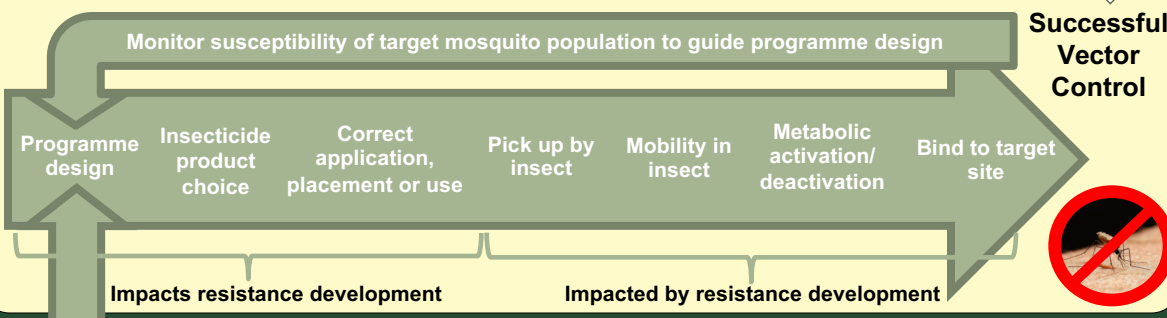 Successful
Vector
Control
Monitor susceptibility of target mosquito population to guide programme design
Programme
design
Insecticide
product
choice
Correct
application,
placement or use
Pick up by
insect
Mobility in
insect
Metabolic
activation/
deactivation
Bind to target
site
Impacts resistance development
Impacted by resistance development